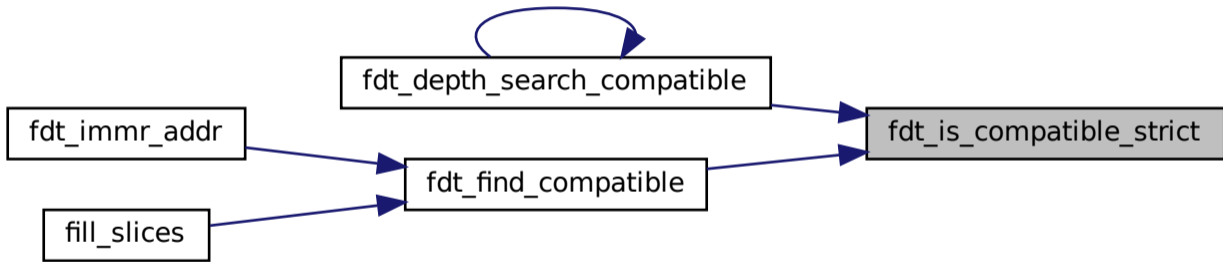 fdt_depth_search_compatible
fdt_immr_addr
fdt_is_compatible_strict
fdt_find_compatible
fill_slices